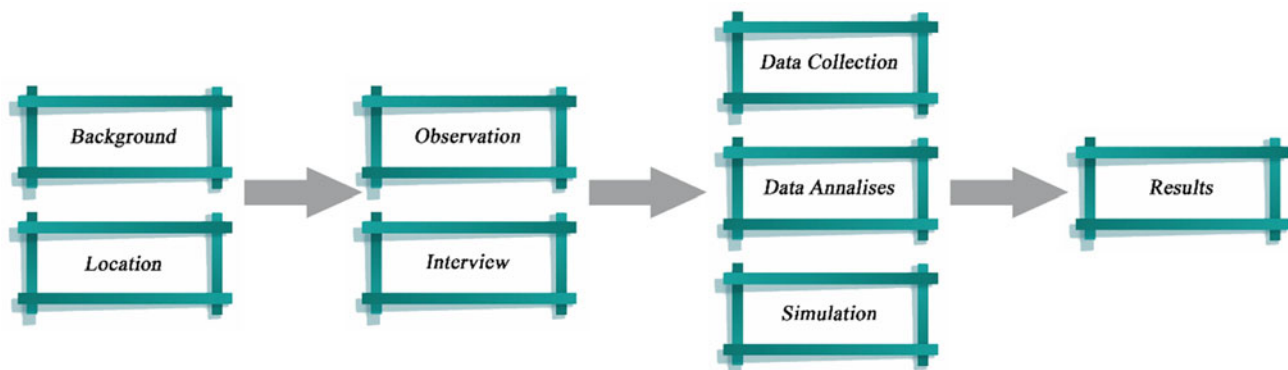 Background
Location
Observation
Interview
Data Collection
Data Annalises
Simulation
Results